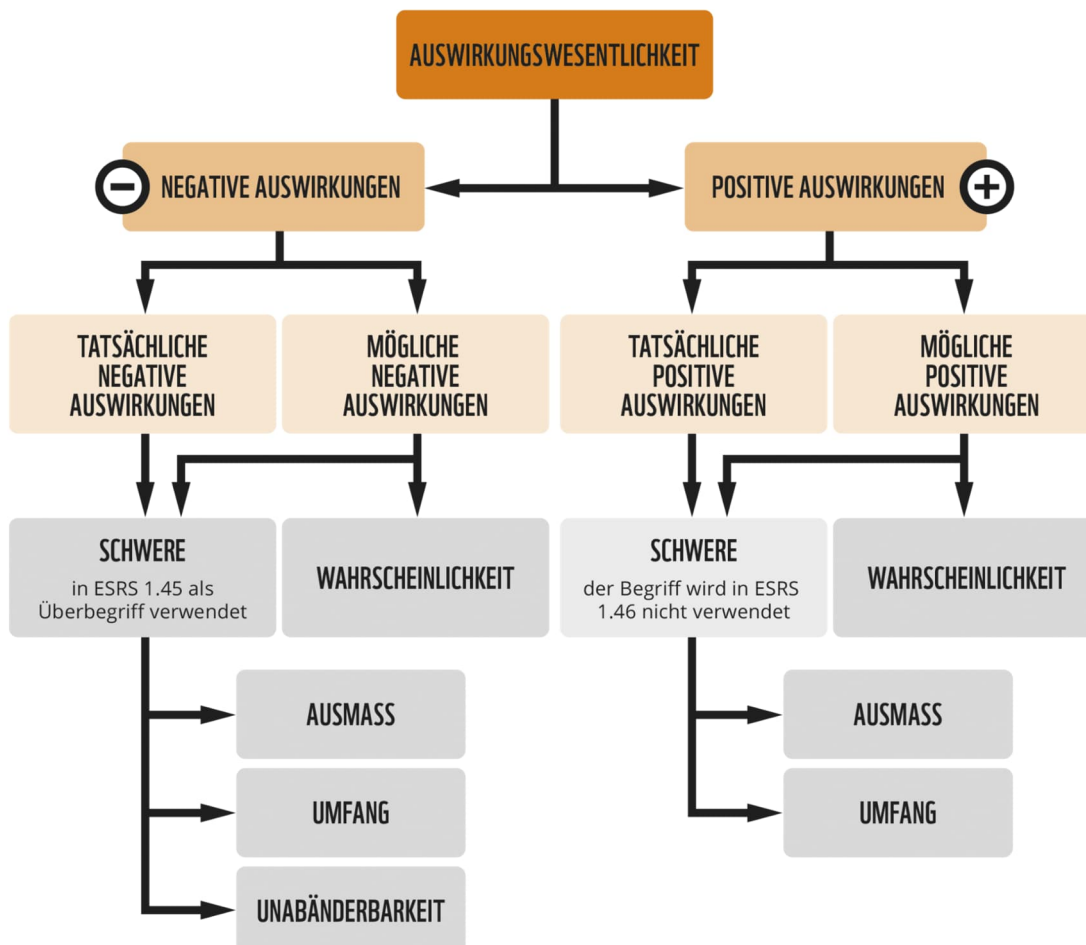 AUSWIRKUNGSWESENTLICHKEIT
NEGATIVE AUSWIRKUNGEN
POSITIVE AUSWIRKUNGEN
TATSÄCHLICHE
NEGATIVE
AUSWIRKUNGEN
MÖGLICHE
NEGATIVE
AUSWIRKUNGEN
TATSÄCHLICHE
POSITIVE
AUSWIRKUNGEN
MÖGLICHE
POSITIVE
AUSWIRKUNGEN
SCHWERE
in ESRS 1.45 als
Überbegriff verwendet
WAHRSCHEINLICHKEIT
SCHWERE
der Begriff wird in ESRS
1.46 nicht verwendet
WAHRSCHEINLICHKEIT
AUSMASS
UMFANG
UNABÄNDERBARKEIT
AUSMASS
UMFANG